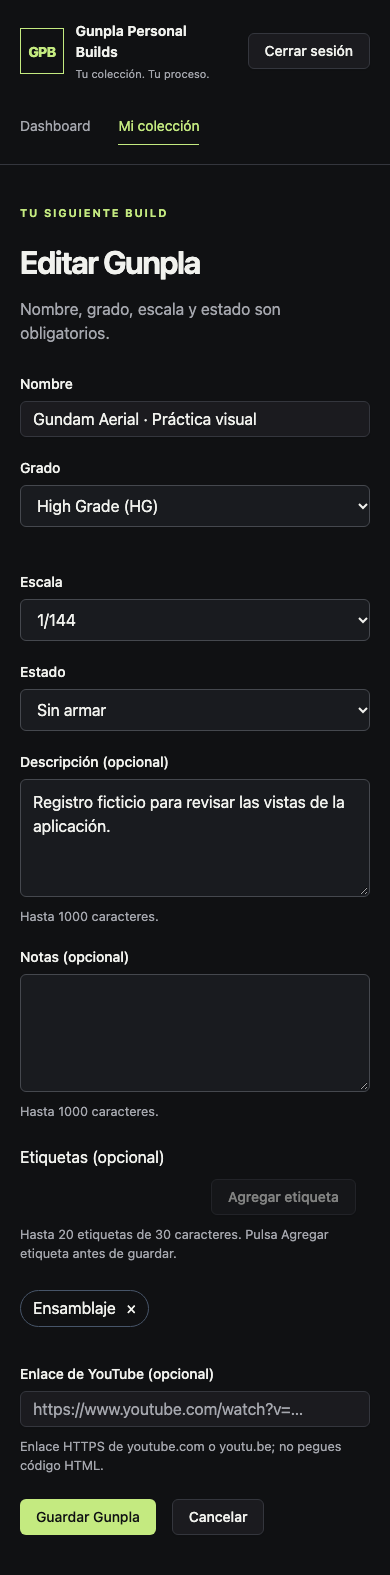 GPB
Gunpla Personal
Builds
Tu colección. Tu proceso.
Cerrar sesión
Dashboard
Mi colección
TU SIGUIENTE BUILD
Editar Gunpla
Nombre, grado, escala y estado son
obligatorios.
Nombre
Gundam Aerial · Práctica visual
Grado
High Grade (HG)
Escala
1/144
Estado
Sin armar
Descripción (opcional)
Registro ficticio para revisar las vistas de la
aplicación.
Hasta 1000 caracteres.
Notas (opcional)
Hasta 1000 caracteres.
Etiquetas (opcional)
Agregar etiqueta
Hasta 20 etiquetas de 30 caracteres. Pulsa Agregar
etiqueta antes de guardar.
Ensamblaje ×
Enlace de YouTube (opcional)
https://www.youtube.com/watch?v=...
Enlace HTTPS de youtube.com o youtu.be; no pegues
código HTML.
Guardar Gunpla
Cancelar